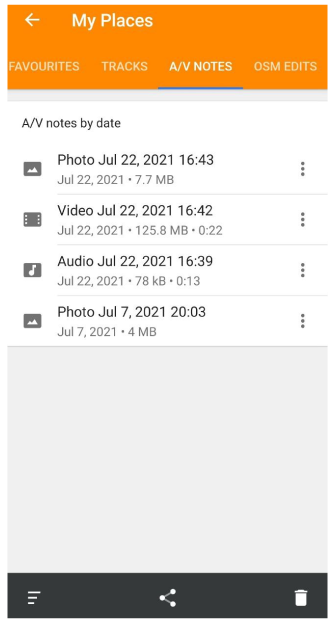 My Places
FAVOURITES TRACKS A/V NOTES OSM EDITS
A/V notes by date
Photo Jul 22, 2021 16:43
Jul 22, 2021 • 7.7 MB
Video Jul 22, 2021 16:42
Jul 22, 2021 • 125.8 MB • 0:22
Audio Jul 22, 2021 16:39
Jul 22, 2021 • 78 kB • 0:13
Photo Jul 7, 2021 20:03
Jul 7, 2021 • 4 MB